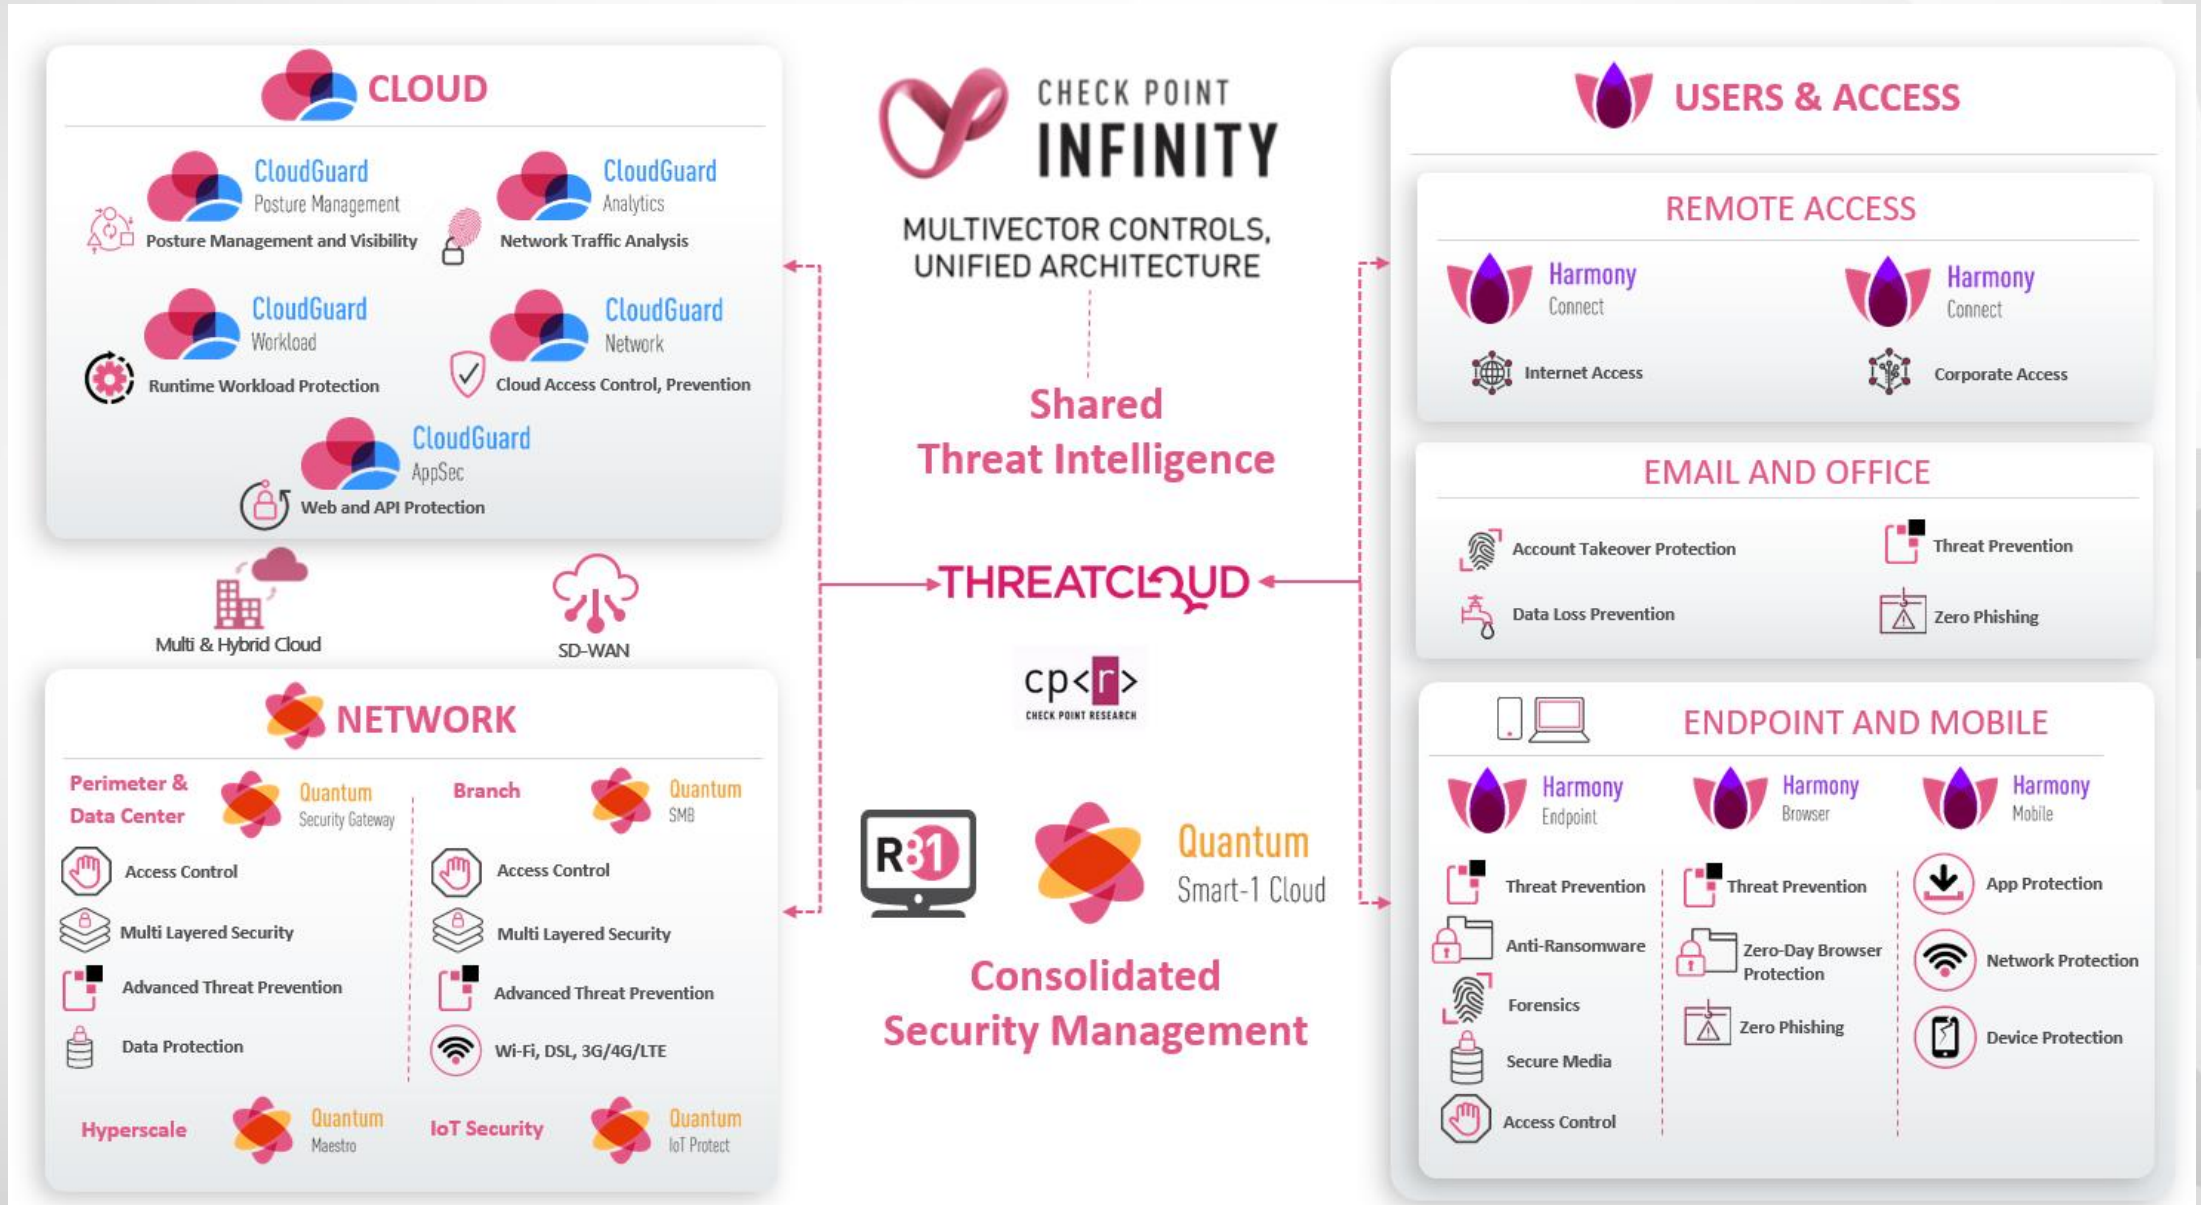 CLOUD
CloudGuard
Posture Management
Posture Management and Visibility
CloudGuard
Analytics
Network Traffic Analysis
CloudGuard
Workload
Runtime Workload Protection
CloudGuard
Network
Cloud Access Control, Prevention
CloudGuard
AppSec
Web and API Protection
Multi & Hybrid Cloud
SD-WAN
NETWORK
Perimeter &
Data Center
Quantum
Security Gateway
Access Control
Multi Layered Security
Advanced Threat Prevention
Data Protection
Branch
Quantum
SMB
Access Control
Multi Layered Security
Advanced Threat Prevention
Wi-Fi, DSL, 3G/4G/LTE
Hyperscale
Quantum
Maestro
IoT Security
Quantum
IoT Protect
CHECK POINT
INFINITY
MULTIVECTOR CONTROLS,
UNIFIED ARCHITECTURE
Shared
Threat Intelligence
THREATCLOUD
cp<r>
CHECK POINT RESEARCH
R81
Quantum
Smart-1 Cloud
Consolidated
Security Management
USERS & ACCESS
REMOTE ACCESS
Harmony
Connect
Internet Access
Harmony
Connect
Corporate Access
EMAIL AND OFFICE
Account Takeover Protection
Threat Prevention
Data Loss Prevention
Zero Phishing
ENDPOINT AND MOBILE
Harmony
Endpoint
Threat Prevention
Anti-Ransomware
Forensics
Secure Media
Access Control
Harmony
Browser
Threat Prevention
Zero-Day Browser
Protection
Zero Phishing
Harmony
Mobile
App Protection
Network Protection
Device Protection